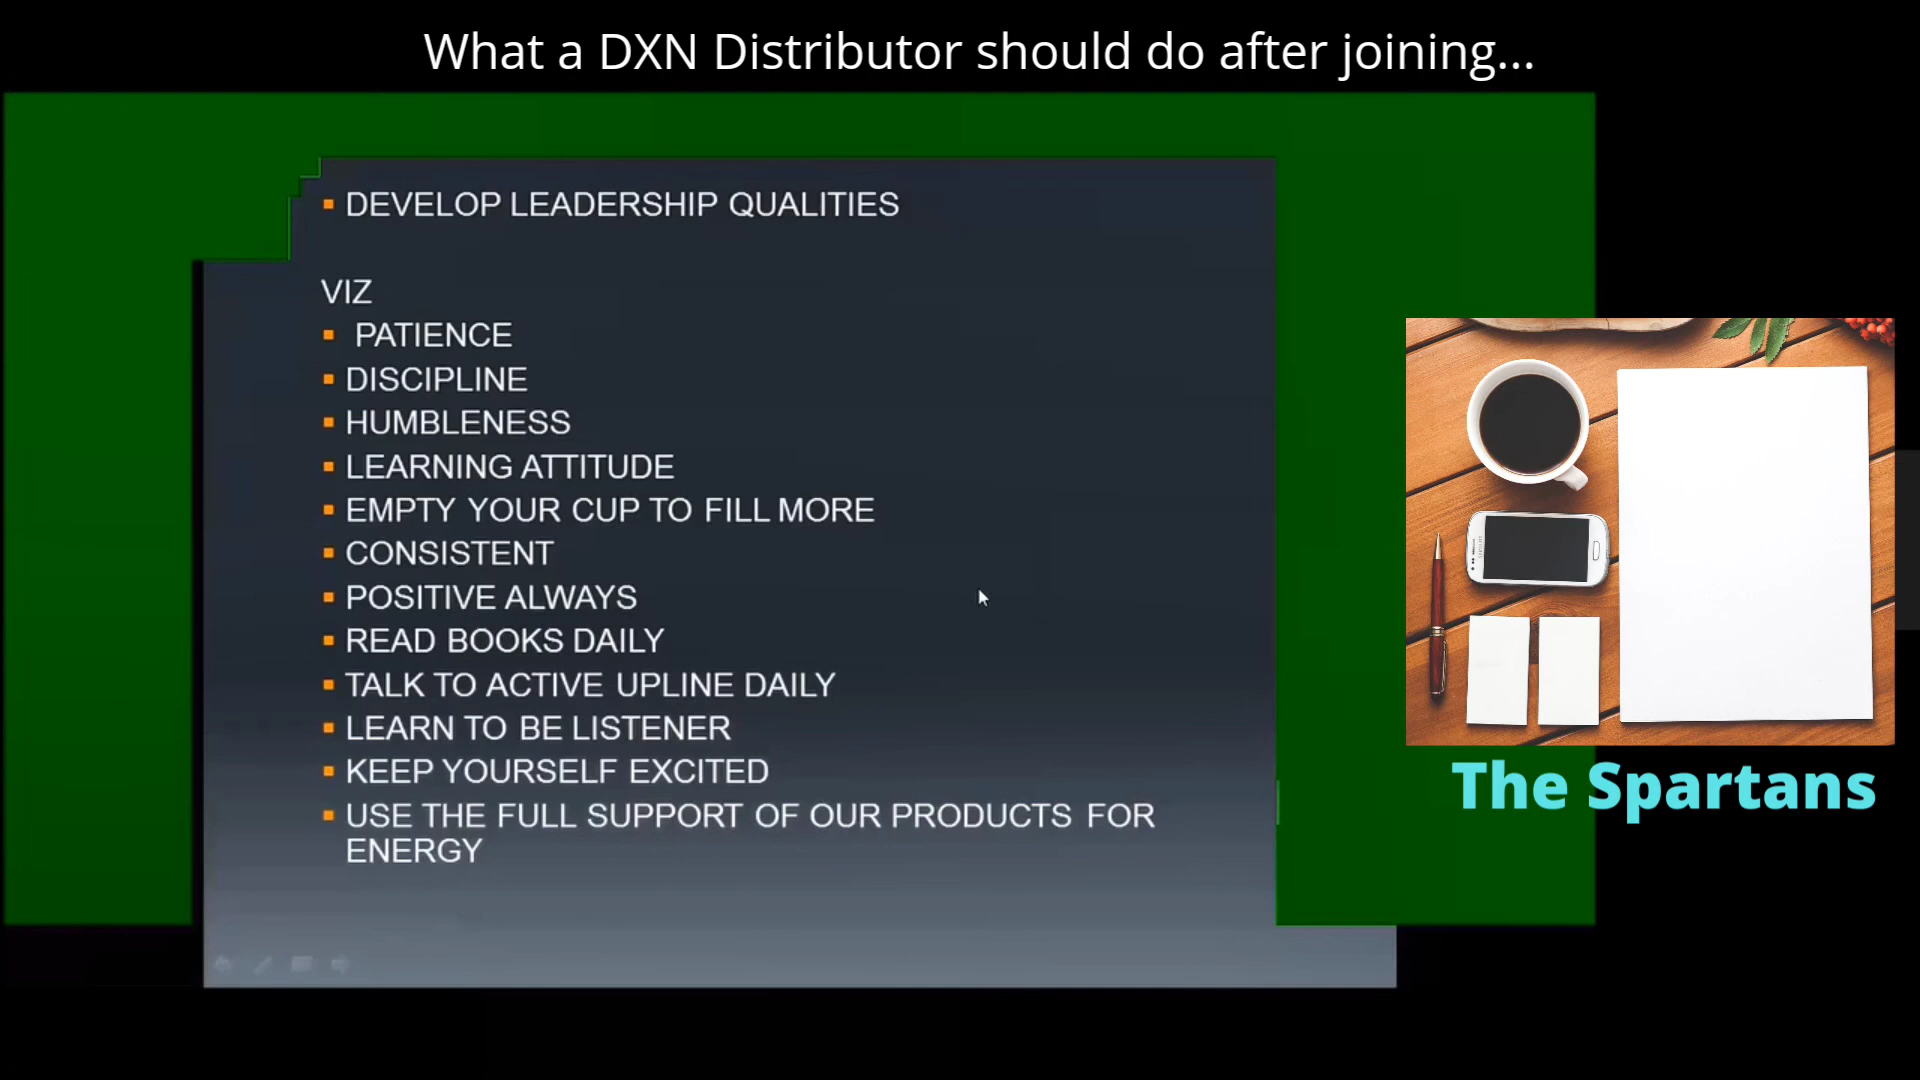 What a DXN Distributor should do after joining...
DEVELOP LEADERSHIP QUALITIES
VIZ
PATIENCE
DISCIPLINE
HUMBLENESS
LEARNING ATTITUDE
EMPTY YOUR CUP TO FILL MORE
CONSISTENT
POSITIVE ALWAYS
READ BOOKS DAILY
TALK TO ACTIVE UPLINE DAILY
LEARN TO BE LISTENER
KEEP YOURSELF EXCITED
USE THE FULL SUPPORT OF OUR PRODUCTS FOR
ENERGY
The Spartans